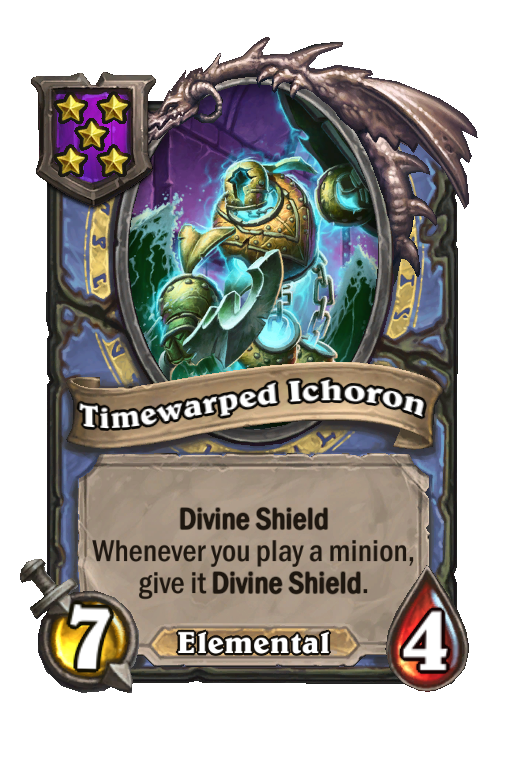 Timewarped Ichoron
Divine Shield
Whenever you play a minion,
give it Divine Shield.
7
Elemental
4